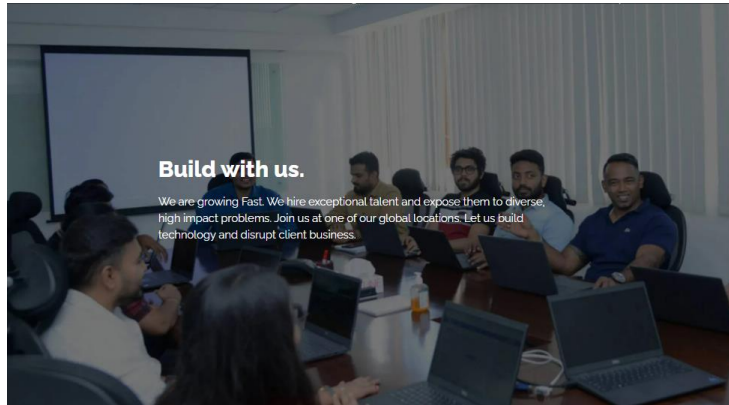 Build with us.
We are growing Fast. We hire exceptional talent and expose them to diverse,
high impact problems. Join us at one of our global locations. Let us build
technology and disrupt client business.